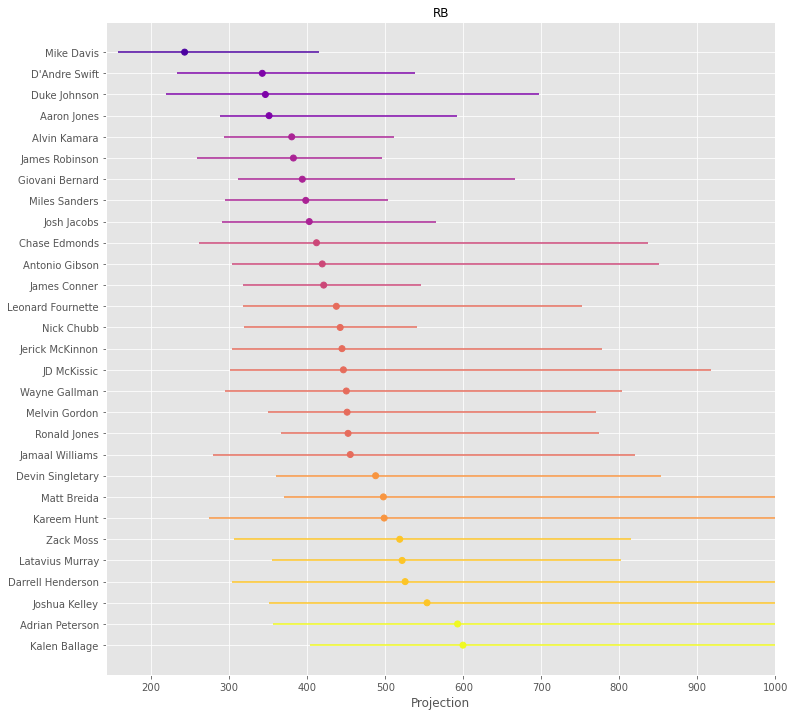 RB
Mike Davis
D'Andre Swift
Duke Johnson
Aaron Jones
Alvin Kamara
James Robinson
Giovani Bernard
Miles Sanders
Josh Jacobs
Chase Edmonds
Antonio Gibson
James Conner
Leonard Fournette
Nick Chubb
Jerick McKinnon
JD McKissic
Wayne Gallman
Melvin Gordon
Ronald Jones
Jamaal Williams
Devin Singletary
Matt Breida
Kareem Hunt
Zack Moss
Latavius Murray
Darrell Henderson
Joshua Kelley
Adrian Peterson
Kalen Ballage
200 300 400 500 600 700 800 900 1000
Projection